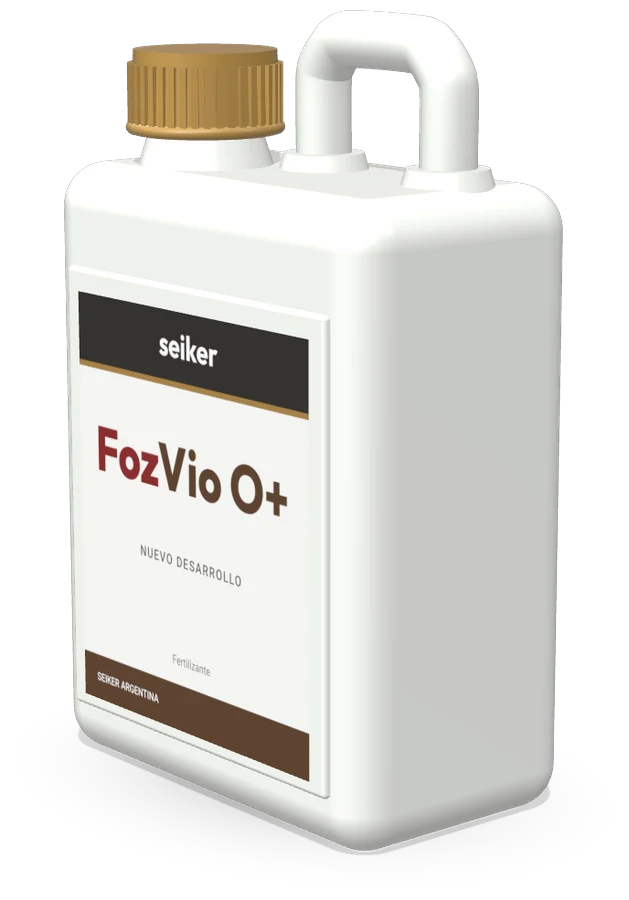 seiker
FozVio O+
NUEVO DESARROLLO
Fertilizante
SEIKER ARGENTINA